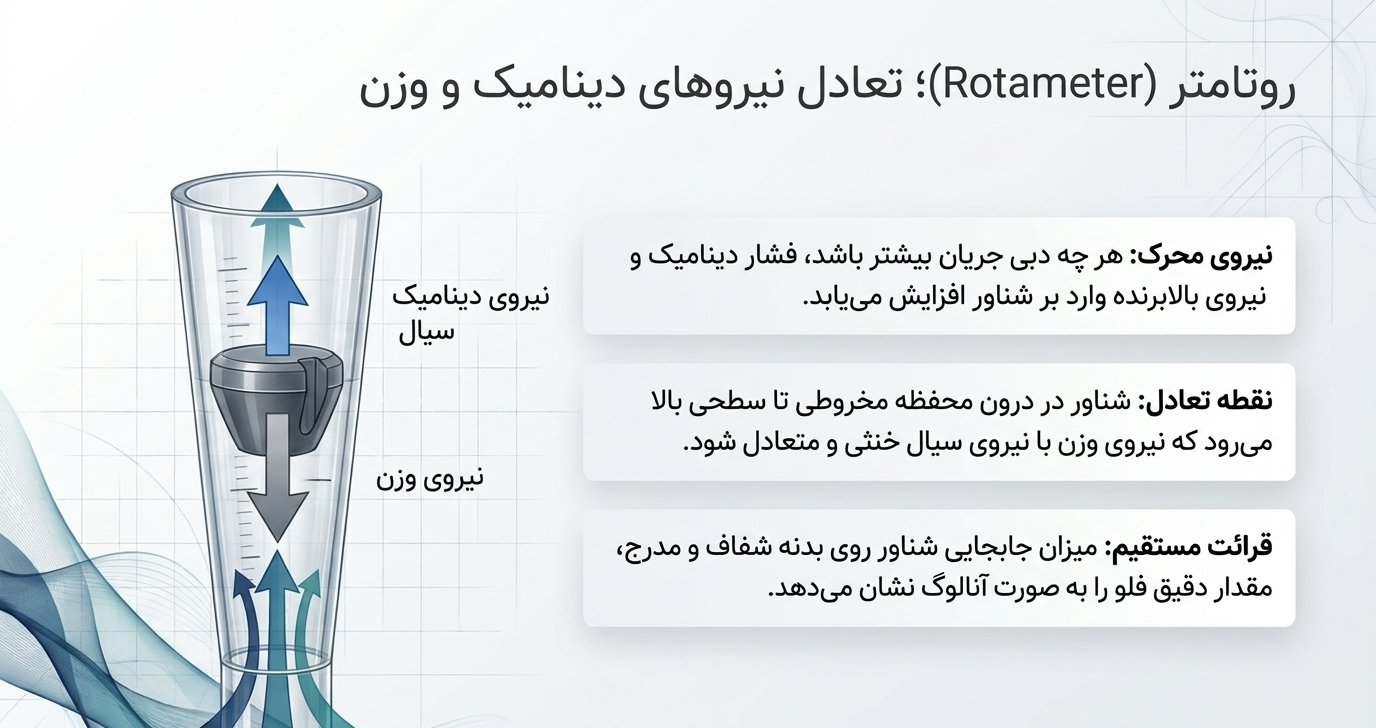 روتامتر (Rotameter)؛ تعادل نیروهای دینامیک و وزن
نیروی محرک: هر چه دبی جریان بیشتر باشد، فشار دینامیک و
نیروی بالابرنده وارد بر شناور افزایش می‌یابد.
نقطه تعادل: شناور در درون محفظه مخروطی تا سطحی بالا
می‌رود که نیروی وزن با نیروی سیال خنثی و متعادل شود.
قرائت مستقیم: میزان جابجایی شناور روی بدنه شفاف و مدرج،
مقدار دقیق فلو را به صورت آنالوگ نشان می‌دهد.
نیروی دینامیک
سیال
نیروی وزن